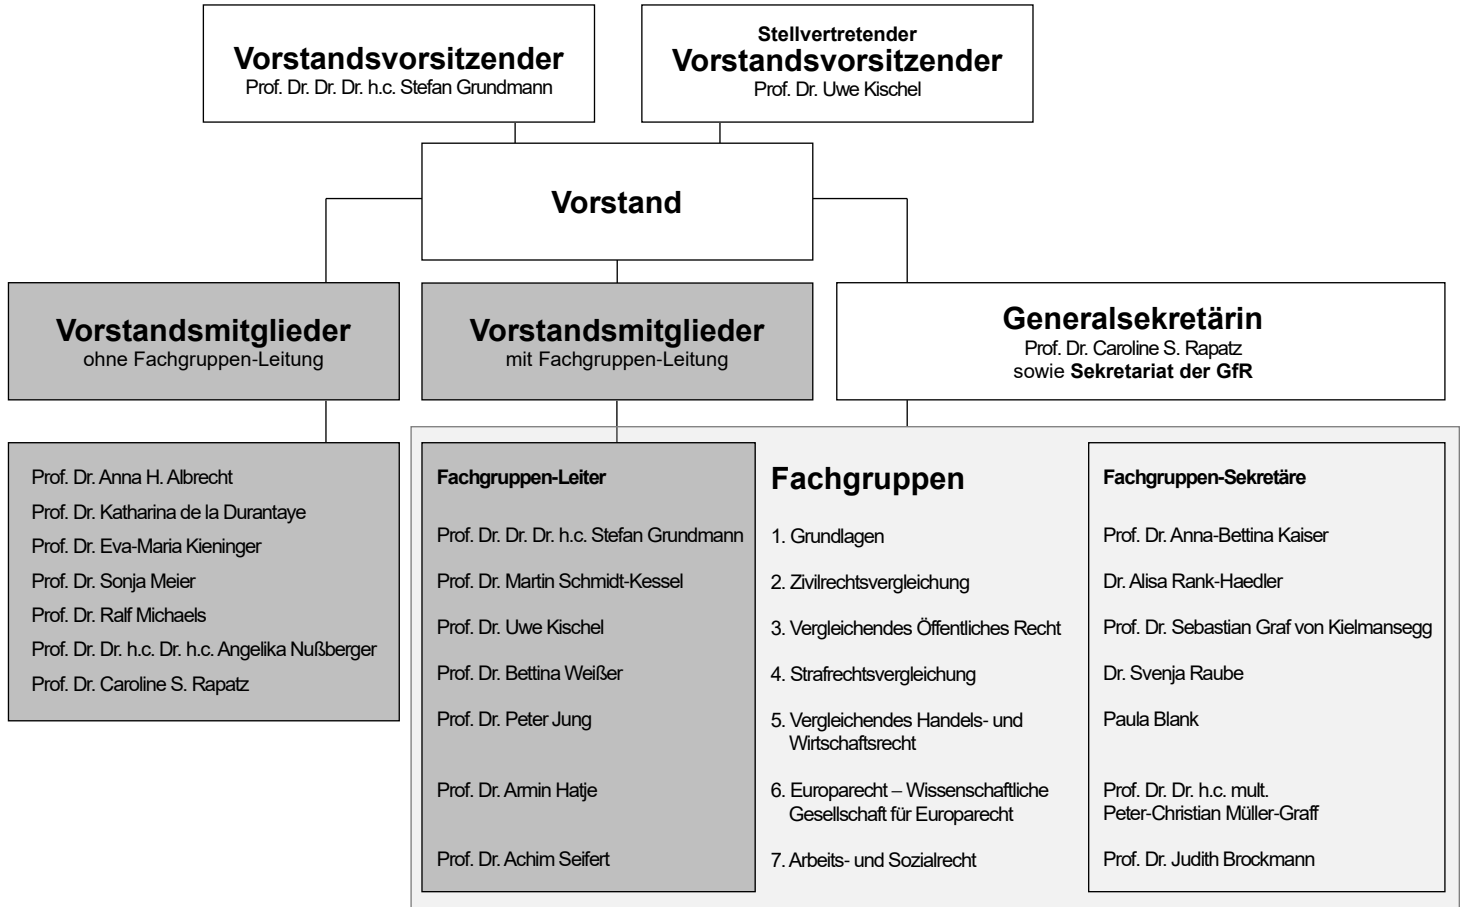 Vorstandsvorsitzender
Prof. Dr. Dr. Dr. h.c. Stefan Grundmann
Stellvertretender
Vorstandsvorsitzender
Prof. Dr. Uwe Kischel
Vorstand
Vorstandsmitglieder
ohne Fachgruppen-Leitung
Vorstandsmitglieder
mit Fachgruppen-Leitung
Generalsekretärin
Prof. Dr. Caroline S. Rapatz
sowie Sekretariat der GfR
Prof. Dr. Anna H. Albrecht
Prof. Dr. Katharina de la Durantaye
Prof. Dr. Eva-Maria Kieninger
Prof. Dr. Sonja Meier
Prof. Dr. Ralf Michaels
Prof. Dr. Dr. h.c. Dr. h.c. Angelika Nußberger
Prof. Dr. Caroline S. Rapatz
Fachgruppen-Leiter
Prof. Dr. Dr. Dr. h.c. Stefan Grundmann
Prof. Dr. Martin Schmidt-Kessel
Prof. Dr. Uwe Kischel
Prof. Dr. Bettina Weißer
Prof. Dr. Peter Jung
Prof. Dr. Armin Hatje
Prof. Dr. Achim Seifert
Fachgruppen
1. Grundlagen
2. Zivilrechtsvergleichung
3. Vergleichendes Öffentliches Recht
4. Strafrechtsvergleichung
5. Vergleichendes Handels- und
Wirtschaftsrecht
6. Europarecht – Wissenschaftliche
Gesellschaft für Europarecht
7. Arbeits- und Sozialrecht
Fachgruppen-Sekretäre
Prof. Dr. Anna-Bettina Kaiser
Dr. Alisa Rank-Haedler
Prof. Dr. Sebastian Graf von Kielmansegg
Dr. Svenja Raube
Paula Blank
Prof. Dr. Dr. h.c. mult.
Peter-Christian Müller-Graff
Prof. Dr. Judith Brockmann